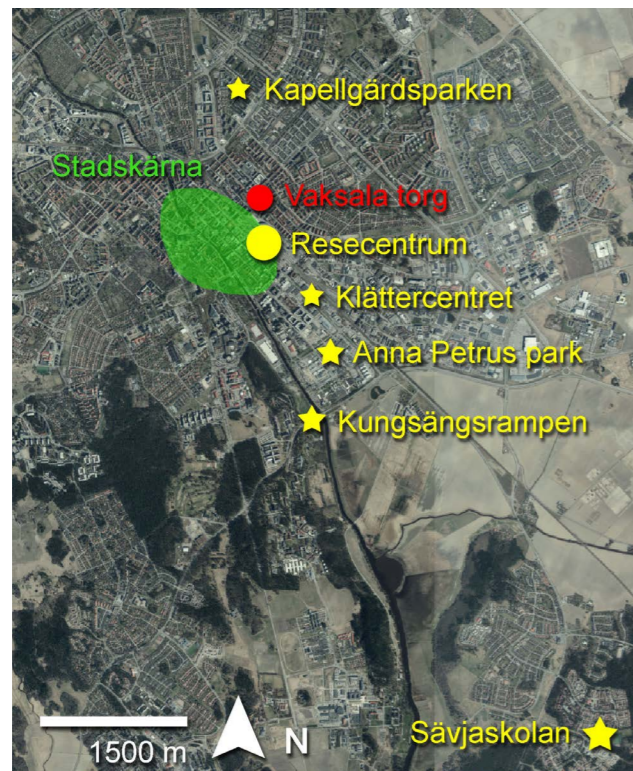 Kapellgärdsparken
Stadskärna
Vaksala torg
Resecentrum
Klättercentret
Anna Petrus park
Kungsängsrampen
Sävjaskolan
1500 m
N